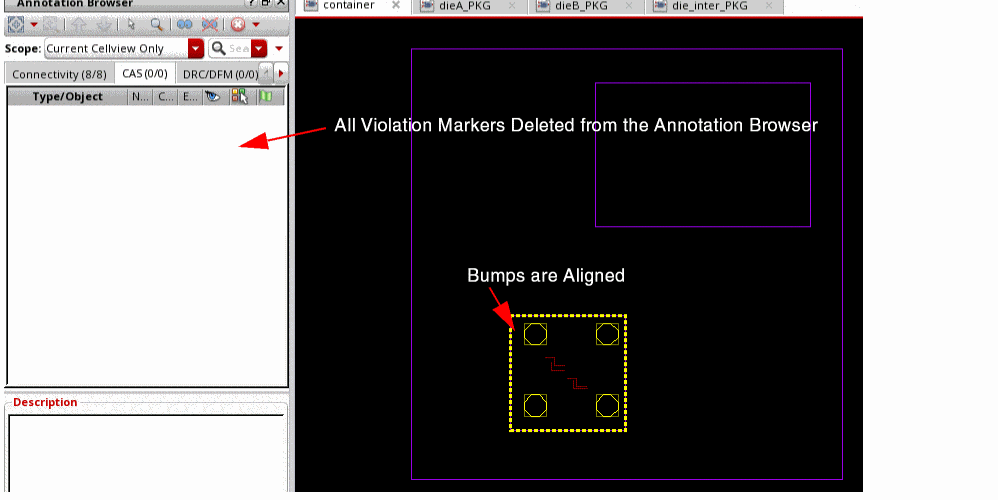 Annotation Browser
container
dieA_PKG
dieB_PKG
die_inter_PKG
Scope: Current Cellview Only Sea
Connectivity (8/8) CAS (0/0) DRC/DFM (0/0)
Type/Object N... C... E...
All Violation Markers Deleted from the Annotation Browser
Bumps are Aligned
Description